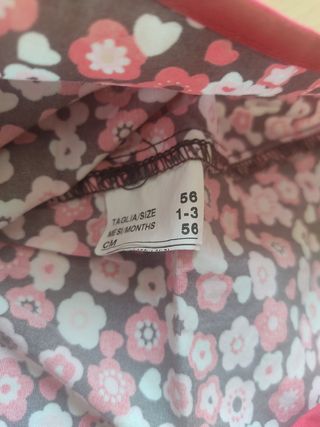 TAGLIA/SIZE 56
MESI/MONTHS 1-3
CM 56